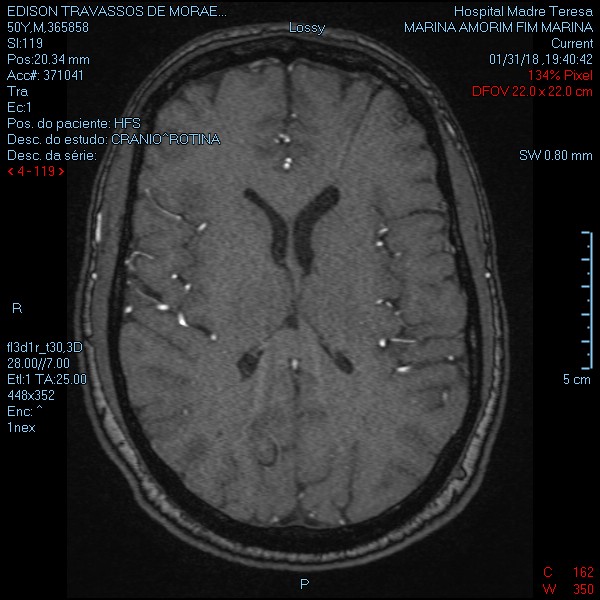 EDISON TRAVASSOS DE MORAE...
50Y,M,365858
Sl:119
Pos:20.34 mm
Acc#: 371041
Tra
Ec:1
Pos. do paciente: HFS
Desc. do estudo: CRANIO^ROTINA
Desc. da série:
< 4 - 119 >
Lossy
Hospital Madre Teresa
MARINA AMORIM FIM MARINA
Current
01/31/18 ,19:40:42
134% Pixel
DFOV 22.0 x 22.0 cm
SW 0.80 mm
R
fl3d1r_t30,3D
28.00//7.00
Etl:1 TA:25.00
448x352
Enc: ^
1nex
5 cm
P
C 162
W 350